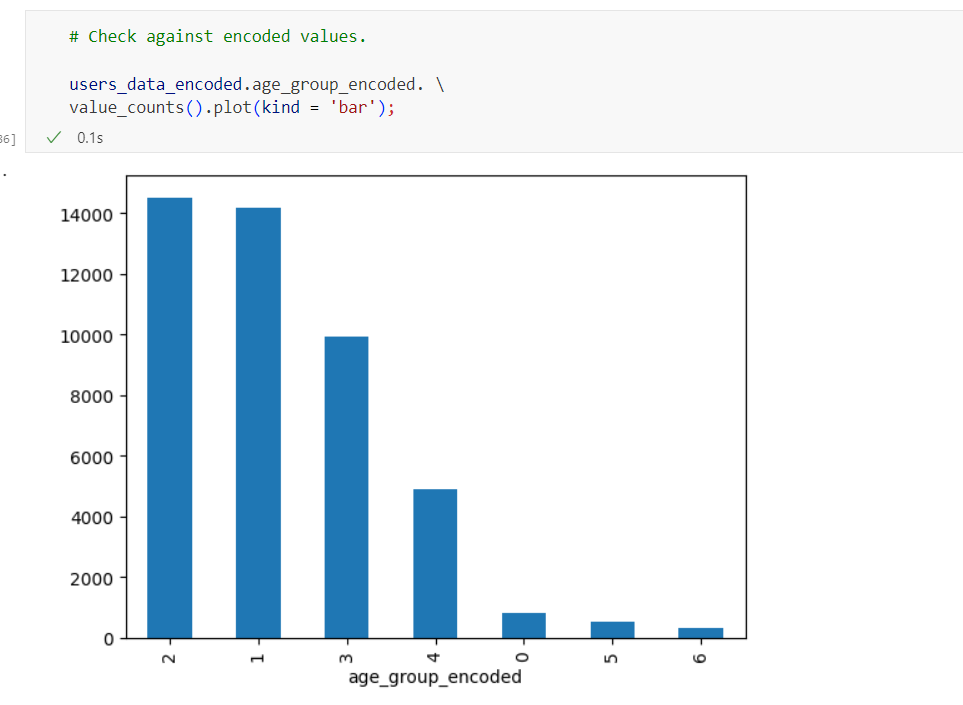 # Check against encoded values.
users_data_encoded.age_group_encoded. \
value_counts().plot(kind = 'bar');
36]
✓ 0.1s
.
14000
12000
10000
8000
6000
4000
2000
0
2 1 3 4 0 5 6
age_group_encoded